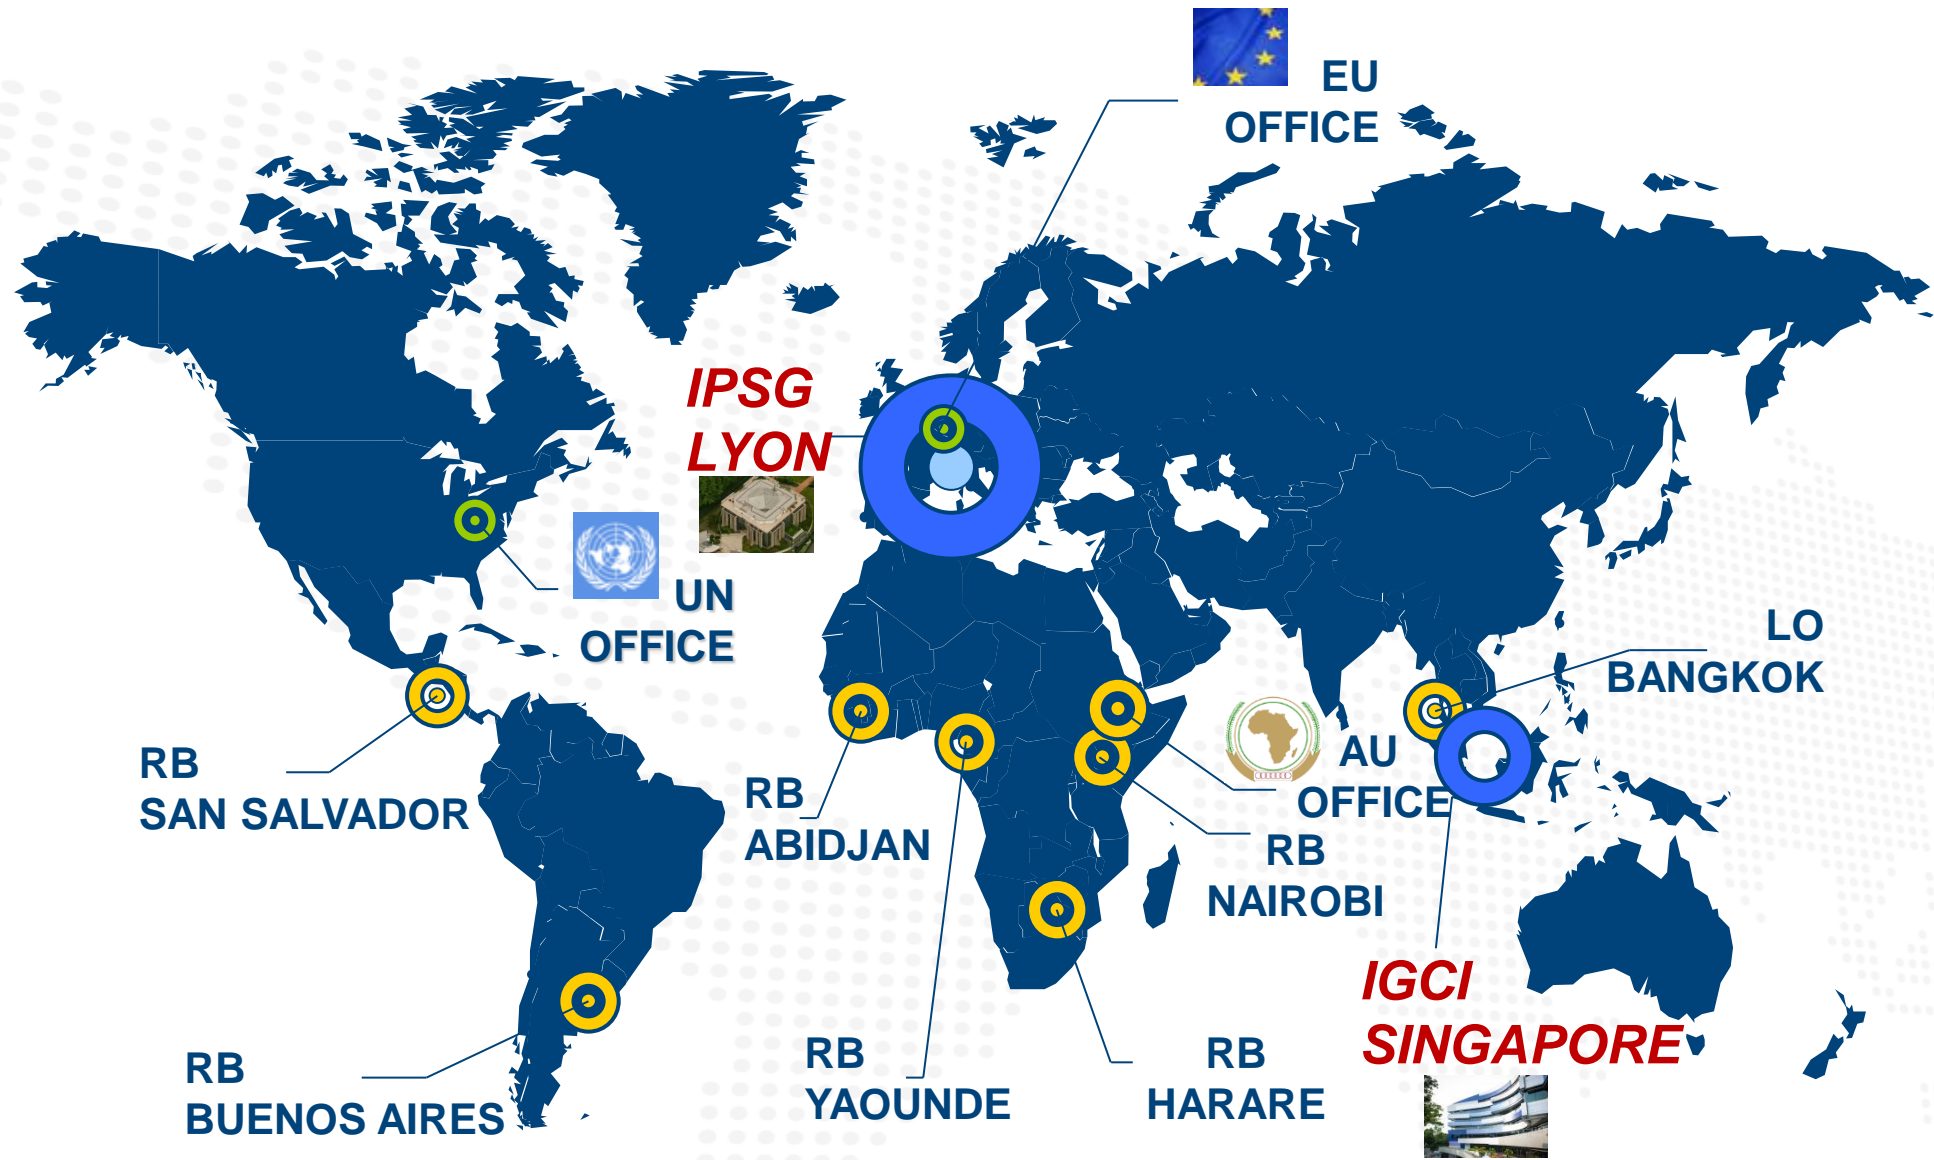 EU
OFFICE
IPSG
LYON
UN
OFFICE
LO
BANGKOK
RB
SAN SALVADOR
RB
ABIDJAN
AU
OFFICE
RB
NAIROBI
IGCI
SINGAPORE
RB
BUENOS AIRES
RB
YAOUNDE
RB
HARARE